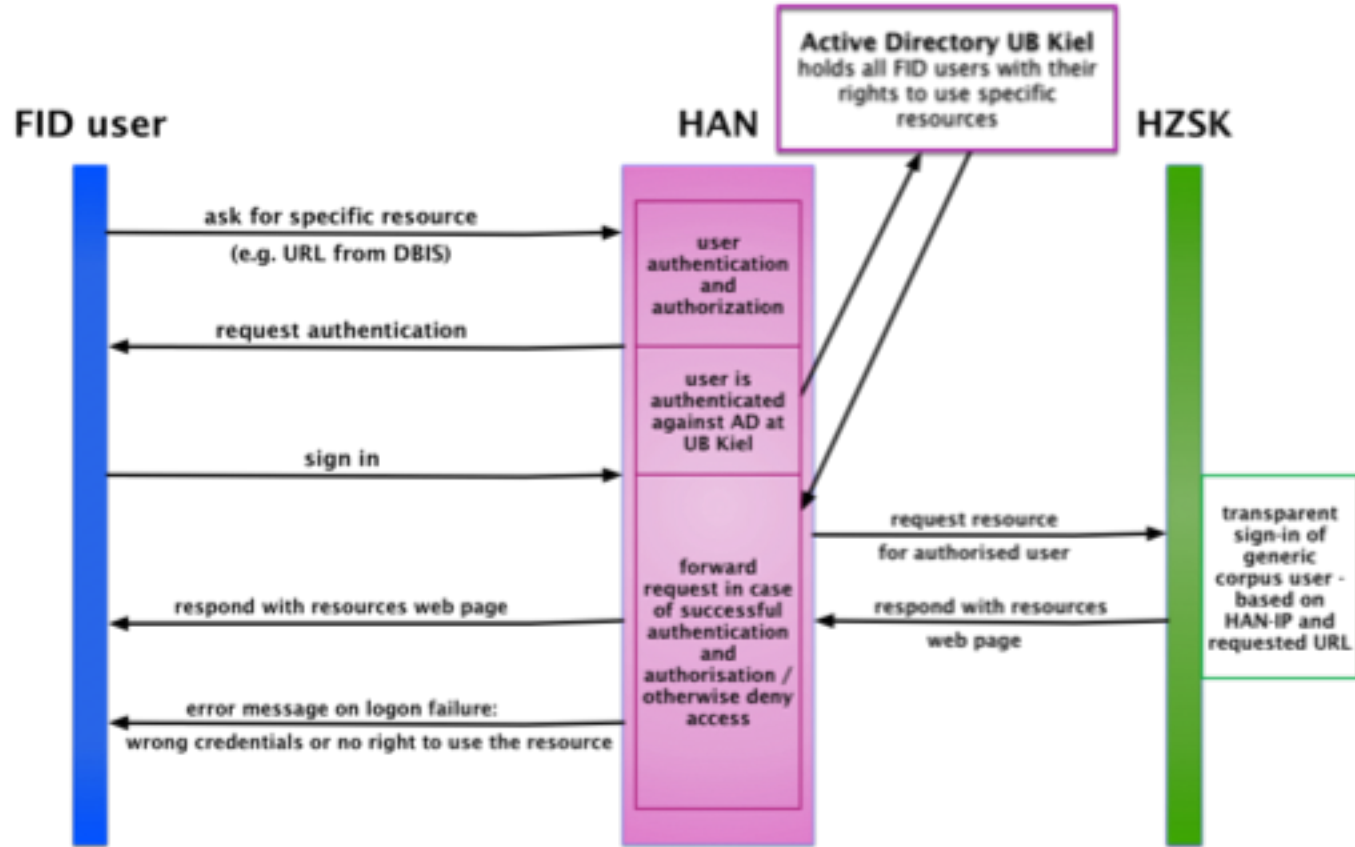 Active Directory UB Kiel
holds all FID users with their
rights to use specific
resources
FID user
HAN
HZSK
ask for specific resource
(e.g. URL from DBIS)
user
authentication
and
authorization
request authentication
user is
authenticated
against AD at
UB Kiel
sign in
request resource
for authorised user
transparent
sign-in of
generic
corpus user -
based on
HAN-IP and
requested URL
forward
request in case
of successful
authentication
and
authorisation /
otherwise deny
access
respond with resources web page
respond with resources
web page
error message on logon failure:
wrong credentials or no right to use the resource